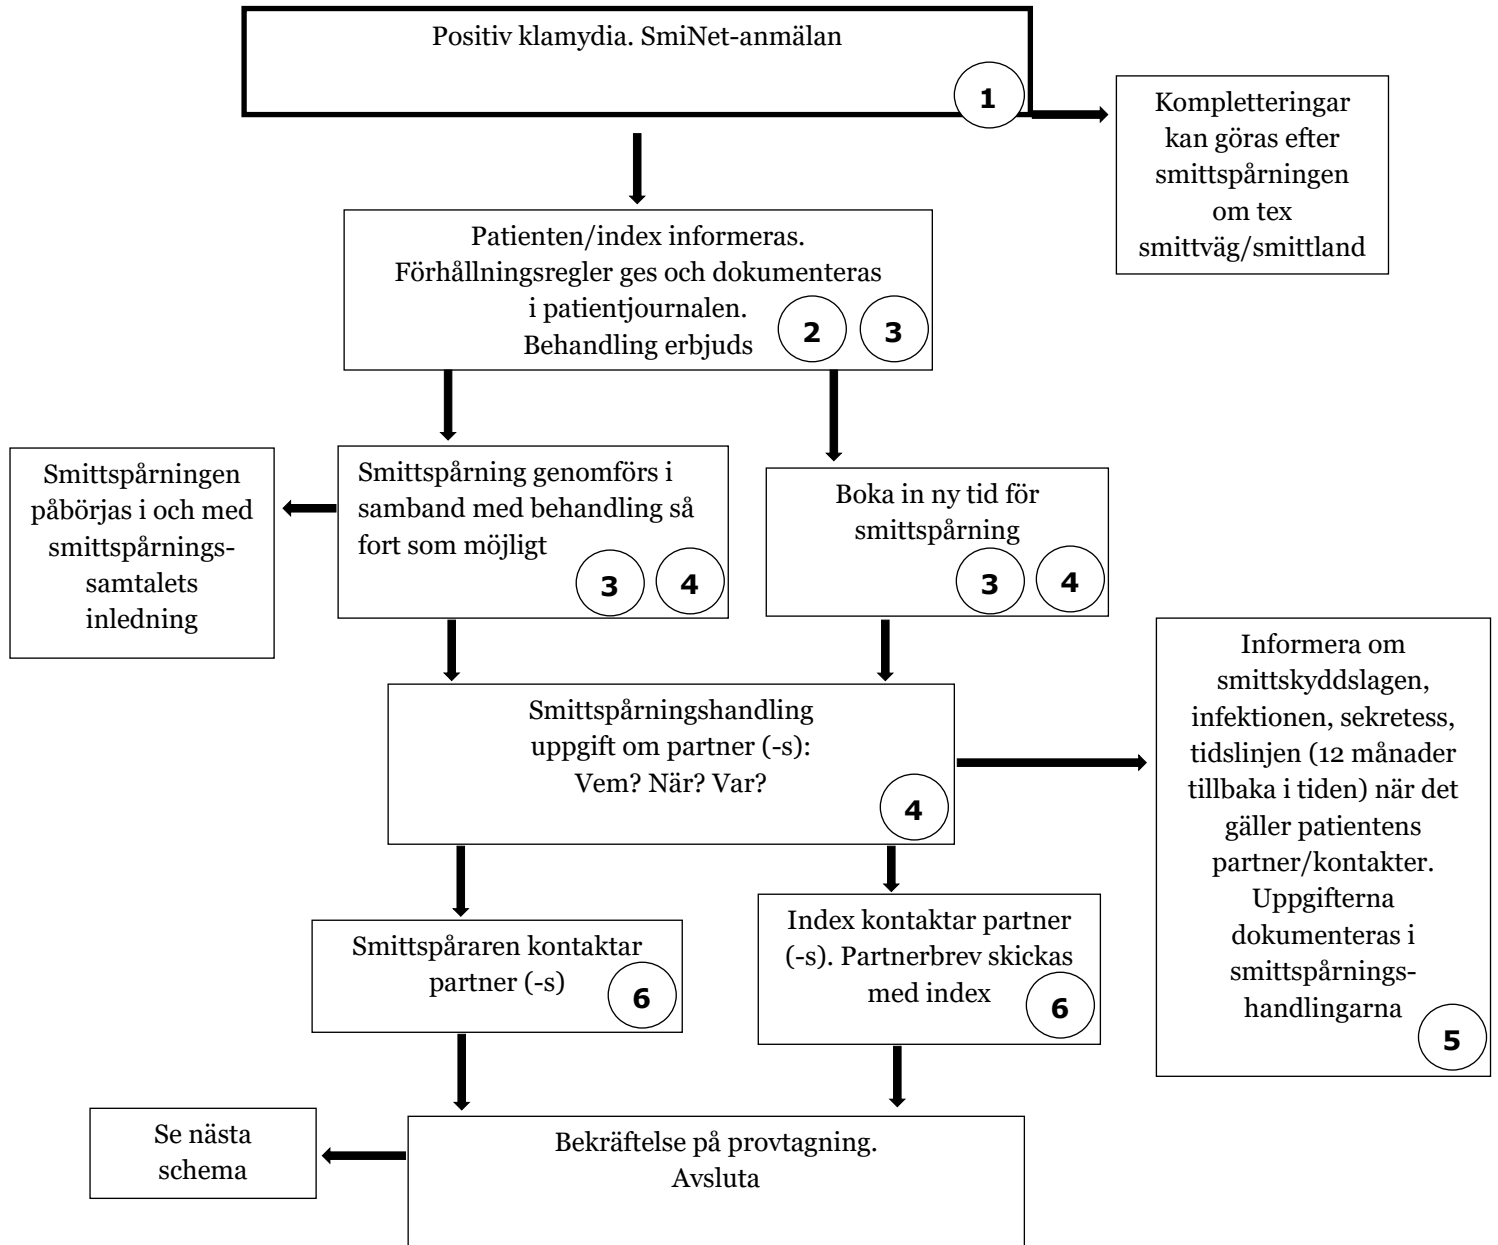 Positiv klamydia. SmiNet-anmälan
1
Kompletteringar
kan göras efter
smittspårningen
om tex
smittväg/smittland
Patienten/index informeras.
Förhållningsregler ges och dokumenteras
i patientjournalen.
Behandling erbjuds
2
3
Smittspårningen
påbörjas i och med
smittspårnings-
samtalets
inledning
Smittspårning genomförs i
samband med behandling så
fort som möjligt
3
4
Boka in ny tid för
smittspårning
3
4
Smittspårningshandling
uppgift om partner (-s):
Vem? När? Var?
4
Informera om
smittskyddslagen,
infektionen, sekretess,
tidslinjen (12 månader
tillbaka i tiden) när det
gäller patientens
partner/kontakter.
Uppgifterna
dokumenteras i
smittspårnings-
handlingarna
5
Smittspåraren kontaktar
partner (-s)
6
Index kontaktar partner
(-s). Partnerbrev skickas
med index
6
Se nästa
schema
Bekräftelse på provtagning.
Avsluta